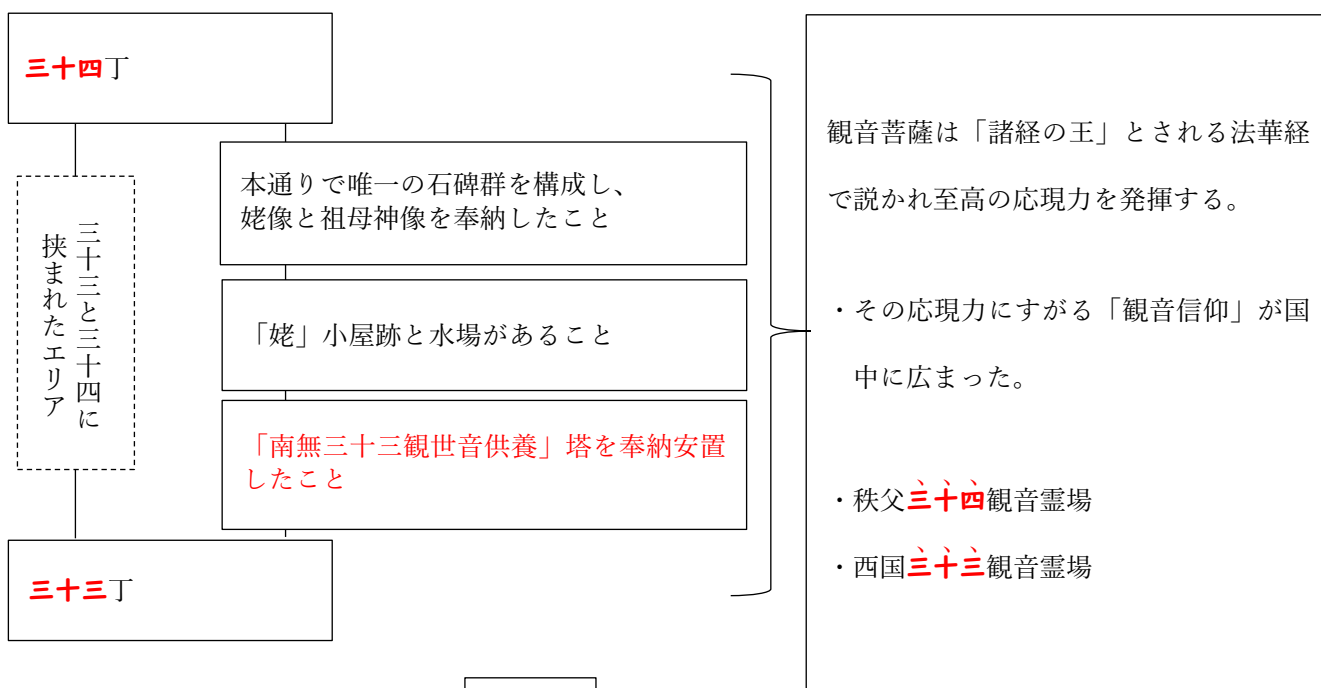 三十四丁
三十三と三十四に
挟まれたエリア
本通りで唯一の石碑群を構成し、
姥像と祖母神像を奉納したこと
「姥」小屋跡と水場があること
「南無三十三観世音供養」塔を奉納安置
したこと
三十三丁
観音菩薩は「諸経の王」とされる法華経
で説かれ至高の応現力を発揮する。
・その応現力にすがる「観音信仰」が国
中に広まった。
・秩父三十四観音霊場
・西国三十三観音霊場